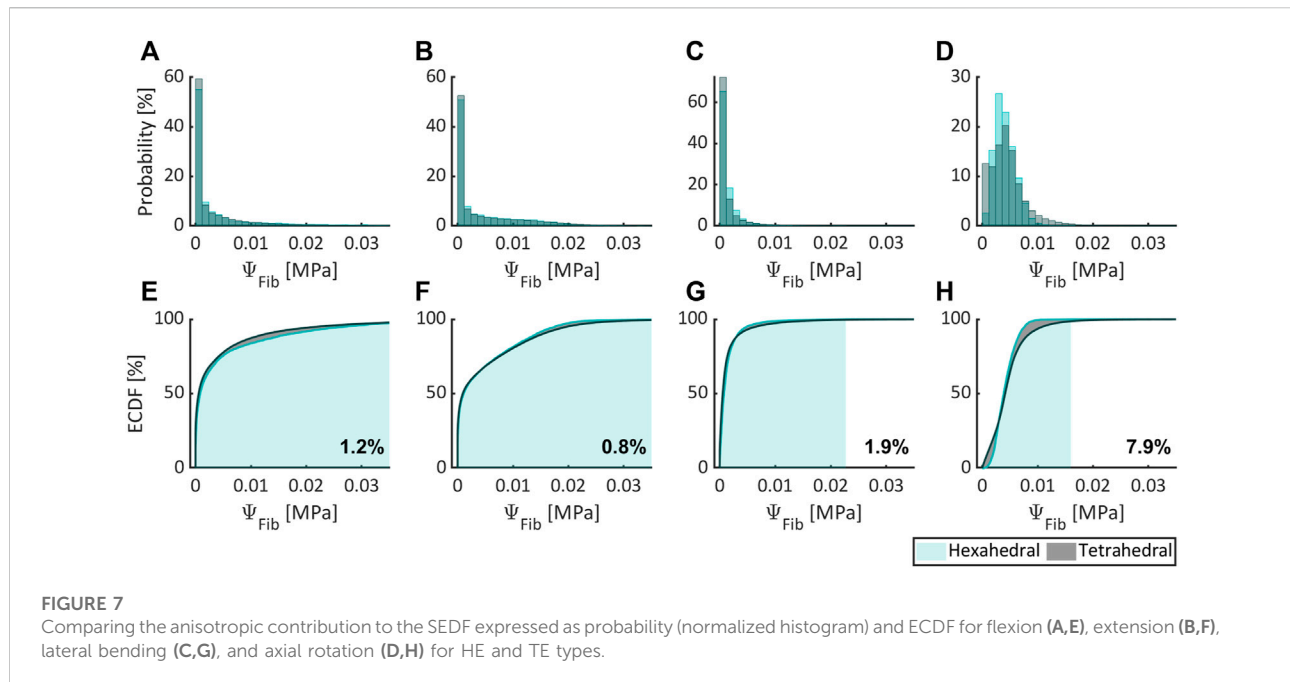 A
B
C
D
Probability [%]
60
40
20
0
0 0.01 0.02 0.03
Ψ_Fib [MPa]
60
40
20
0
0 0.01 0.02 0.03
Ψ_Fib [MPa]
60
40
20
0
0 0.01 0.02 0.03
Ψ_Fib [MPa]
30
20
10
0
0 0.01 0.02 0.03
Ψ_Fib [MPa]
E
F
G
H
ECDF [%]
100
50
0
1.2%
0 0.01 0.02 0.03
Ψ_Fib [MPa]
100
50
0
0.8%
0 0.01 0.02 0.03
Ψ_Fib [MPa]
100
50
0
1.9%
0 0.01 0.02 0.03
Ψ_Fib [MPa]
100
50
0
7.9%
0 0.01 0.02 0.03
Ψ_Fib [MPa]
Hexahedral Tetrahedral
FIGURE 7
Comparing the anisotropic contribution to the SEDF expressed as probability (normalized histogram) and ECDF for flexion (A,E), extension (B,F),
lateral bending (C,G), and axial rotation (D,H) for HE and TE types.